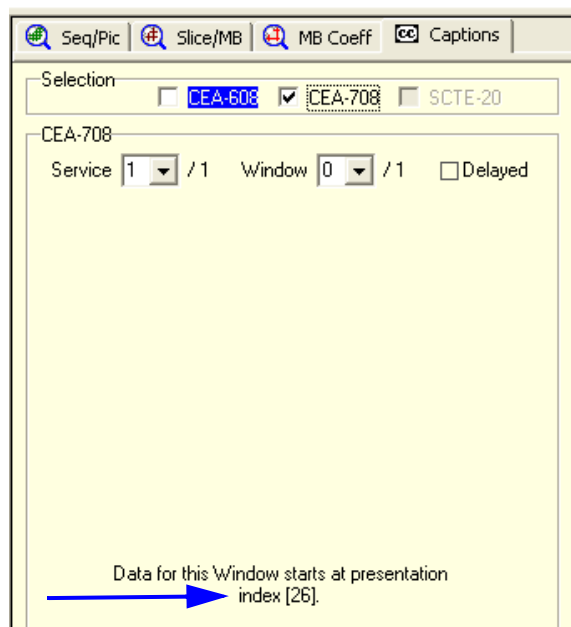 Seq/Pic Slice/MB MB Coeff CC Captions
Selection
CEA-608 CEA-708 SCTE-20
CEA-708
Service 1 / 1 Window 0 / 1 Delayed
Data for this Window starts at presentation
index [26].